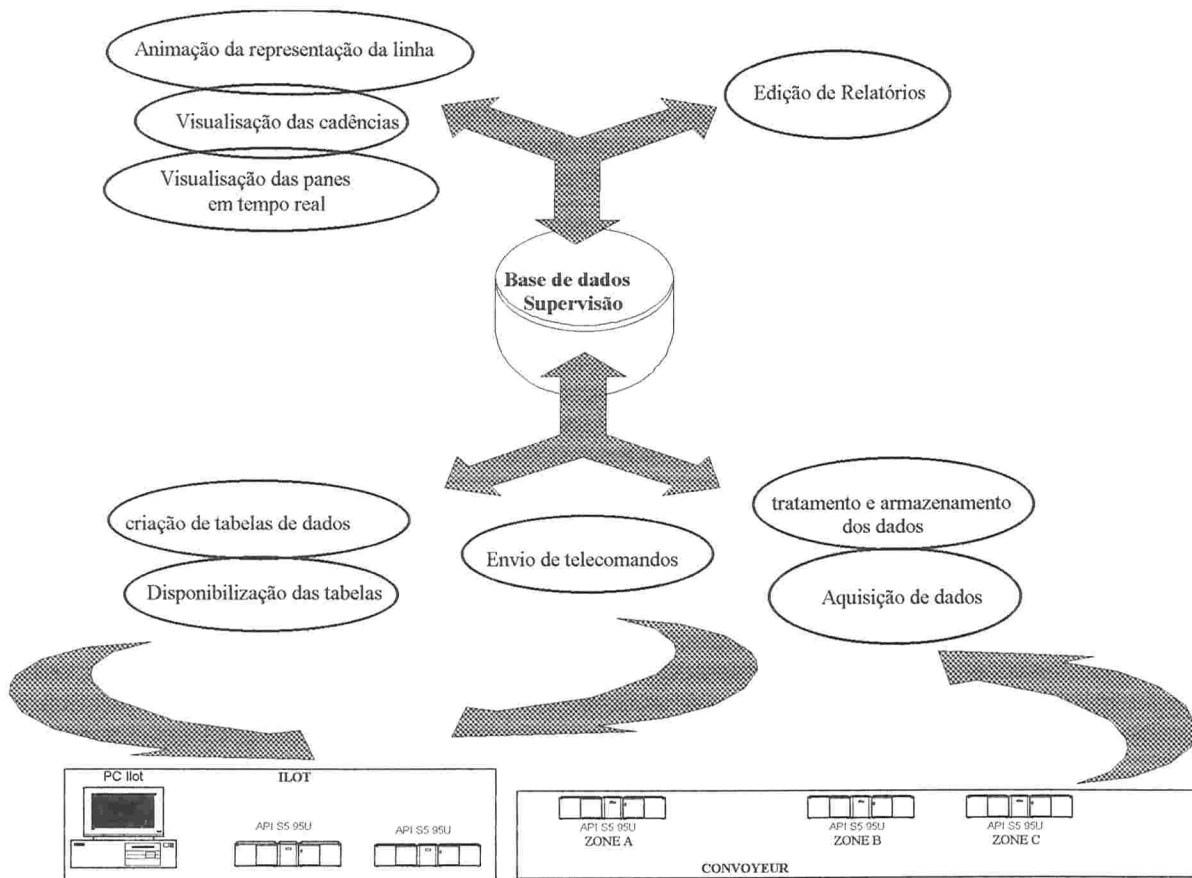 Animação da representação da linha
Visualisação das cadências
Visualisação das panes
em tempo real
Edição de Relatórios
Base de dados
Supervisão
criação de tabelas de dados
Disponibilização das tabelas
Envio de telecomandos
tratamento e armazenamento
dos dados
Aquisição de dados
PC Ilot
ILOT
API S5 95U
API S5 95U
API S5 95U
ZONE A
API S5 95U
ZONE B
API S5 95U
ZONE C
CONVOYEUR